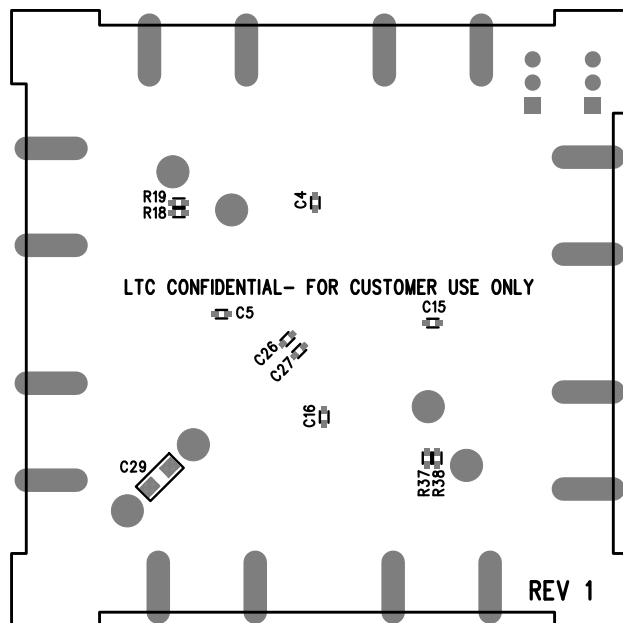 R19
R18
C4
LTC CONFIDENTIAL- FOR CUSTOMER USE ONLY
C5
C15
C26
C27
C16
C29
R37
R38
REV 1